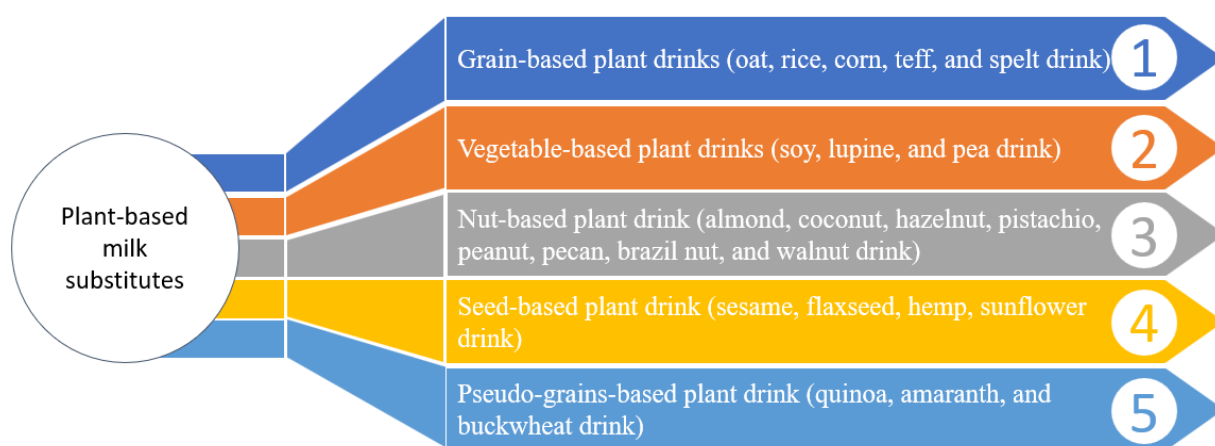 Plant-based
milk
substitutes
Grain-based plant drinks (oat, rice, corn, teff, and spelt drink)
1
Vegetable-based plant drinks (soy, lupine, and pea drink)
2
Nut-based plant drink (almond, coconut, hazelnut, pistachio,
peanut, pecan, brazil nut, and walnut drink)
3
Seed-based plant drink (sesame, flaxseed, hemp, sunflower
drink)
4
Pseudo-grains-based plant drink (quinoa, amaranth, and
buckwheat drink)
5